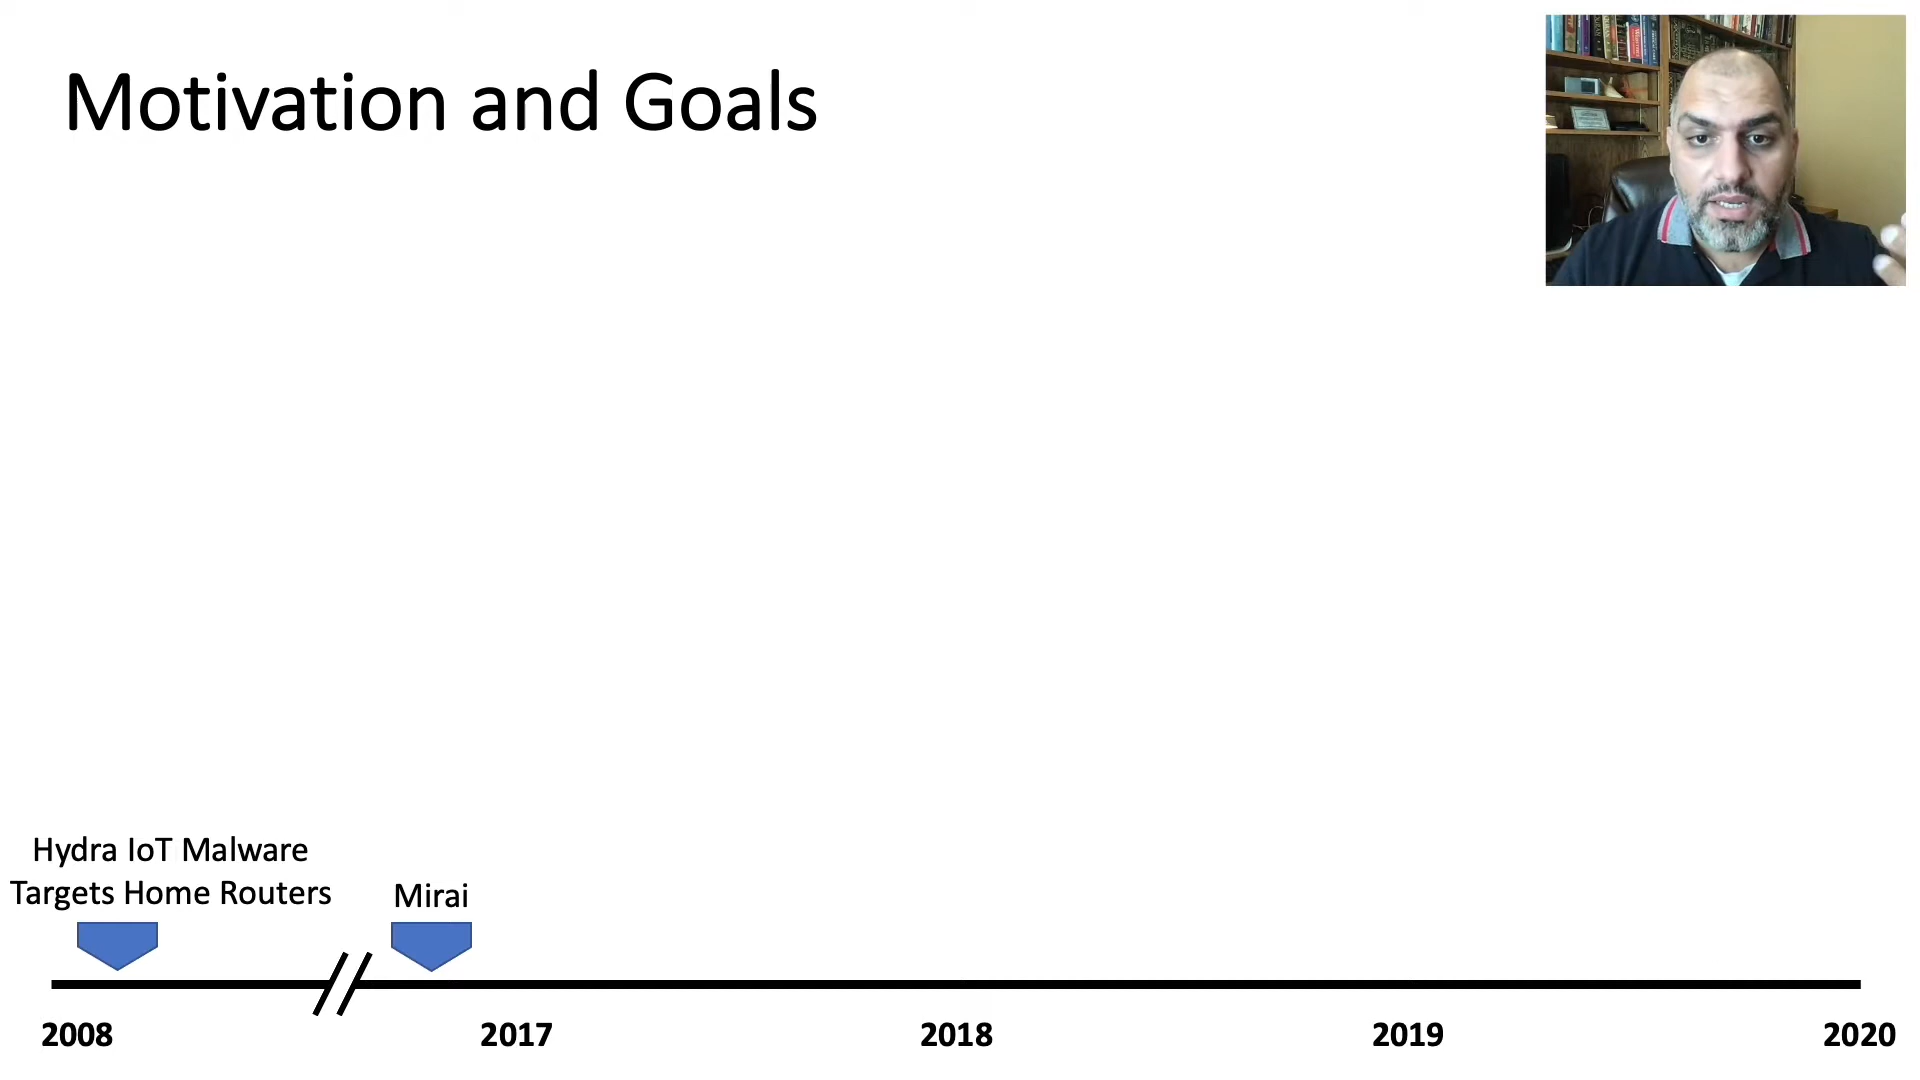 Motivation and Goals
Hydra IoT Malware
Targets Home Routers
Mirai
2008
2017
2018
2019
2020